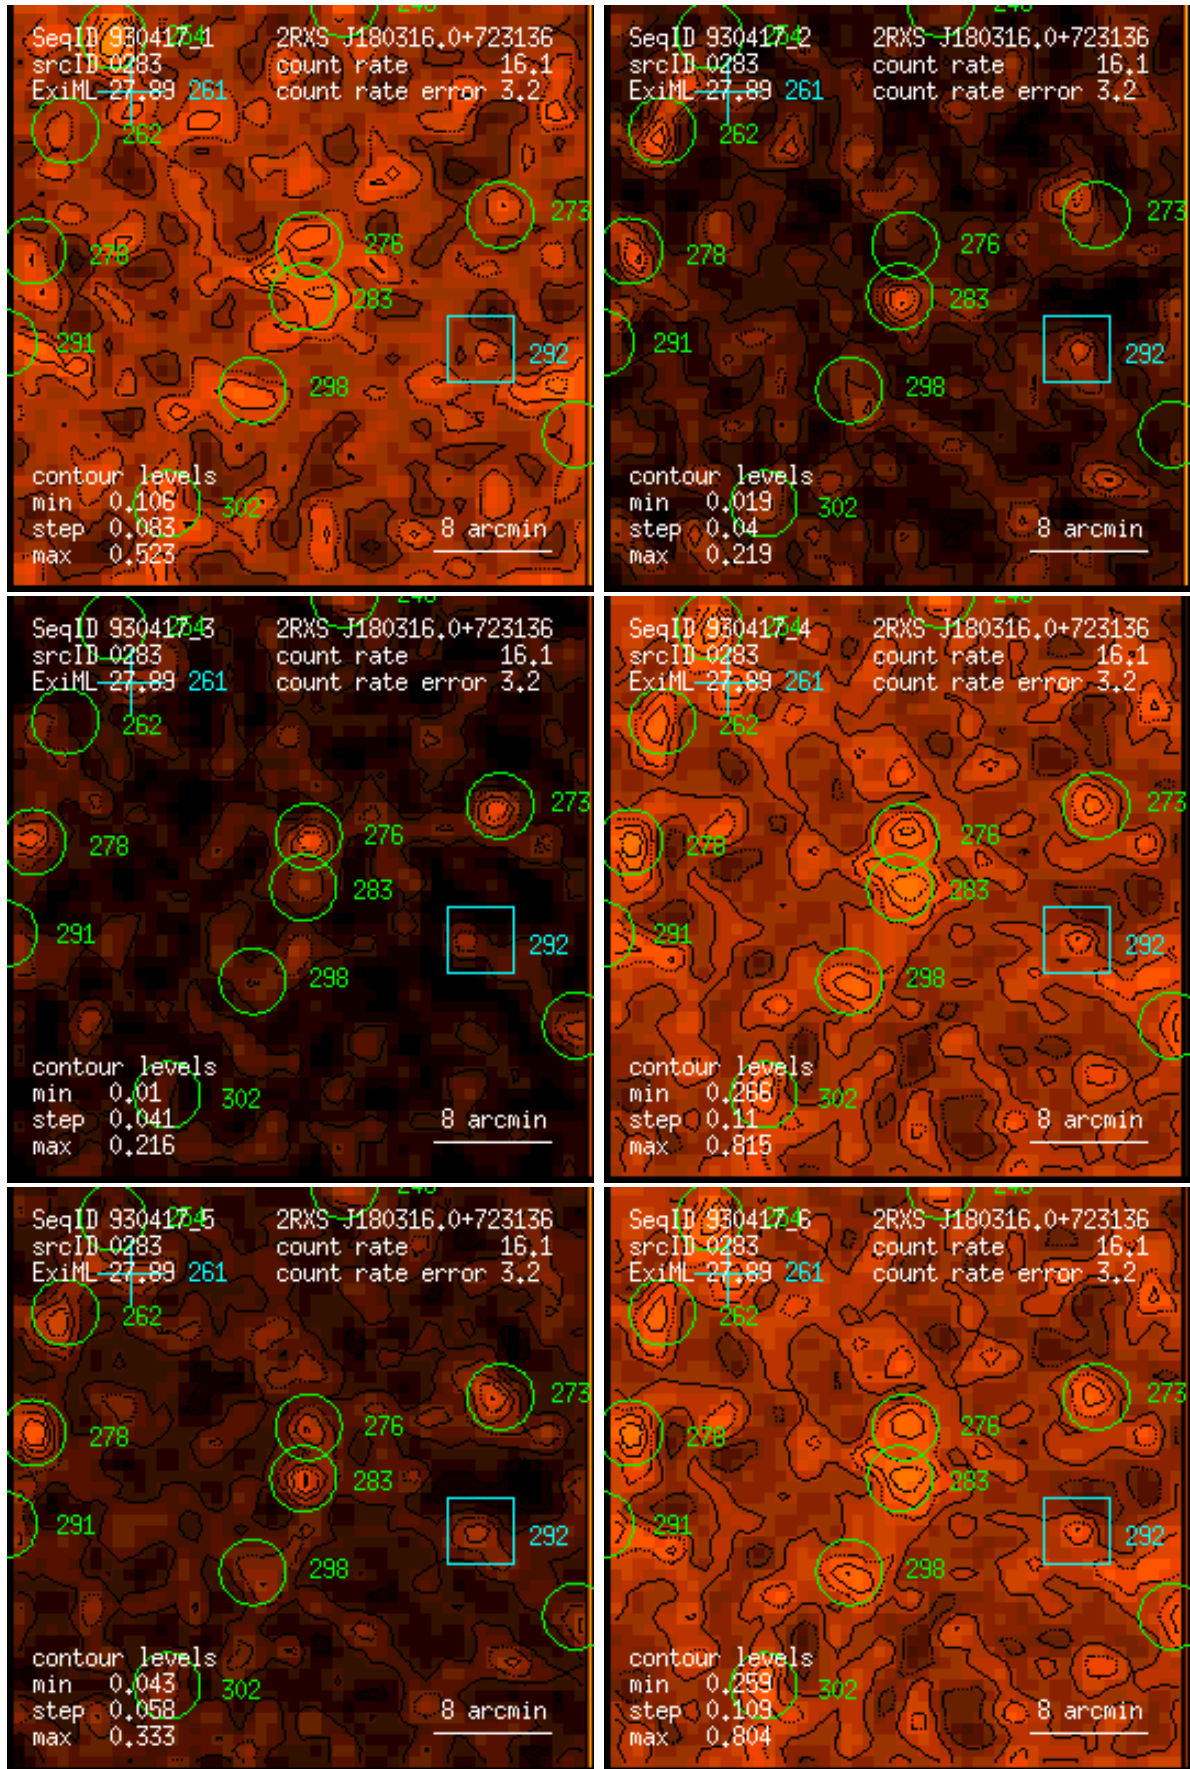 248
SeqID 930417_1 254 2RXS J180316.0+723136
srcID 0283 count rate 16.1
ExiML 27.89 261 count rate error 3.2
262
273
276
278
283
291
292
298
contour levels
min 0.106
302
step 0.083
8 arcmin
max 0.523
248
SeqID 930417_2 254 2RXS J180316.0+723136
srcID 0283 count rate 16.1
ExiML 27.89 261 count rate error 3.2
262
273
276
278
283
291
292
298
contour levels
min 0.019
302
step 0.04
8 arcmin
max 0.219
248
SeqID 930417_3 254 2RXS J180316.0+723136
srcID 0283 count rate 16.1
ExiML 27.89 261 count rate error 3.2
262
273
276
278
283
291
292
298
contour levels
min 0.01
302
step 0.041
8 arcmin
max 0.216
248
SeqID 930417_4 254 2RXS J180316.0+723136
srcID 0283 count rate 16.1
ExiML 27.89 261 count rate error 3.2
262
273
276
278
283
291
292
298
contour levels
min 0.266
302
step 0.11
8 arcmin
max 0.815
248
SeqID 930417_5 254 2RXS J180316.0+723136
srcID 0283 count rate 16.1
ExiML 27.89 261 count rate error 3.2
262
273
276
278
283
291
292
298
contour levels
min 0.043
302
step 0.058
8 arcmin
max 0.333
248
SeqID 930417_6 254 2RXS J180316.0+723136
srcID 0283 count rate 16.1
ExiML 27.89 261 count rate error 3.2
262
273
276
278
283
291
292
298
contour levels
min 0.259
302
step 0.109
8 arcmin
max 0.804